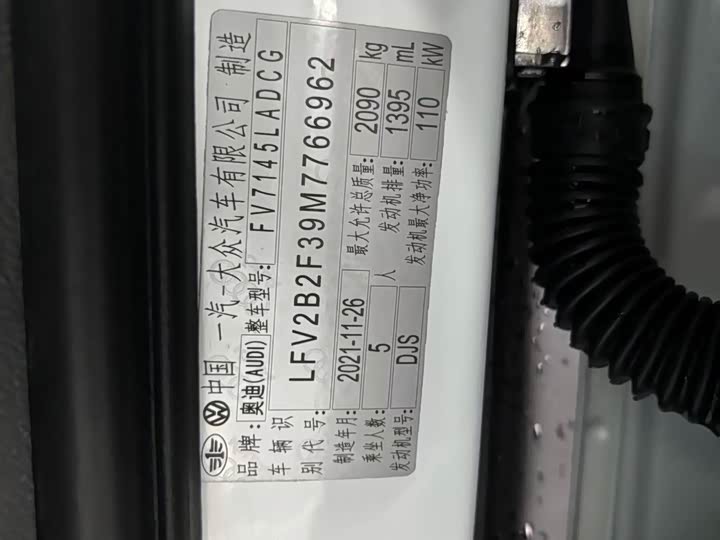 中国 一汽-大众汽车有限公司 制造
品牌: 奥迪(AUDI) 整车型号: FV7145LADCG
车辆识别代号: LFV2B2F39M7766962
制造年月: 2021-11-26 最大允许总质量: 2090 kg
乘坐人数: 5 人 发动机排量: 1395 mL
发动机型号: DJS 发动机最大净功率: 110 kW